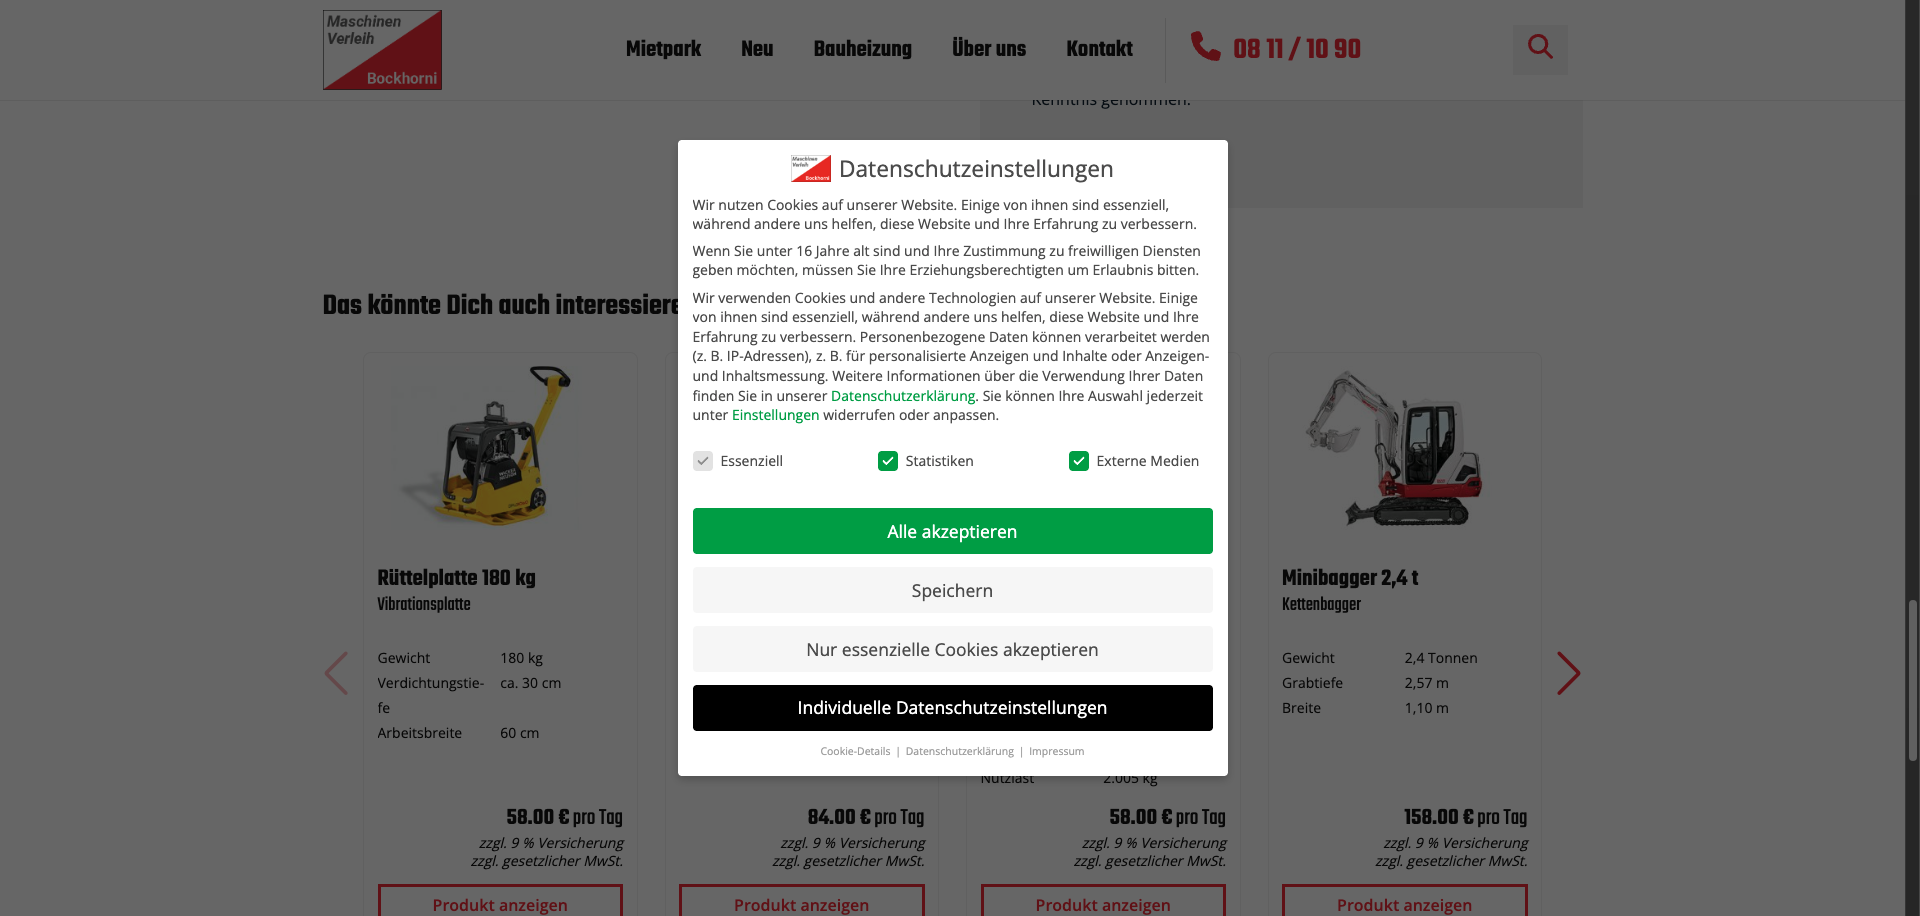 Maschinen
Verleih
Bockhorni
Mietpark
Neu
Bauheizung
Über uns
Kontakt
08 11 / 10 90
Kenntnis genommen.
Maschinen
Verleih
Bockhorni
Datenschutzeinstellungen
Wir nutzen Cookies auf unserer Website. Einige von ihnen sind essenziell,
während andere uns helfen, diese Website und Ihre Erfahrung zu verbessern.
Wenn Sie unter 16 Jahre alt sind und Ihre Zustimmung zu freiwilligen Diensten
geben möchten, müssen Sie Ihre Erziehungsberechtigten um Erlaubnis bitten.
Wir verwenden Cookies und andere Technologien auf unserer Website. Einige
von ihnen sind essenziell, während andere uns helfen, diese Website und Ihre
Erfahrung zu verbessern. Personenbezogene Daten können verarbeitet werden
(z. B. IP-Adressen), z. B. für personalisierte Anzeigen und Inhalte oder Anzeigen-
und Inhaltsmessung. Weitere Informationen über die Verwendung Ihrer Daten
finden Sie in unserer Datenschutzerklärung. Sie können Ihre Auswahl jederzeit
unter Einstellungen widerrufen oder anpassen.
Essenziell
Statistiken
Externe Medien
Alle akzeptieren
Speichern
Nur essenzielle Cookies akzeptieren
Individuelle Datenschutzeinstellungen
Cookie-Details | Datenschutzerklärung | Impressum
Das könnte Dich auch interessiere
Rüttelplatte 180 kg
Vibrationsplatte
Gewicht 180 kg
Verdichtungstie- ca. 30 cm
fe
Arbeitsbreite 60 cm
58.00 € pro Tag
zzgl. 9 % Versicherung
zzgl. gesetzlicher MwSt.
Produkt anzeigen
84.00 € pro Tag
zzgl. 9 % Versicherung
zzgl. gesetzlicher MwSt.
Produkt anzeigen
Nutzlast 2.005 kg
58.00 € pro Tag
zzgl. 9 % Versicherung
zzgl. gesetzlicher MwSt.
Produkt anzeigen
Minibagger 2,4 t
Kettenbagger
Gewicht 2,4 Tonnen
Grabtiefe 2,57 m
Breite 1,10 m
158.00 € pro Tag
zzgl. 9 % Versicherung
zzgl. gesetzlicher MwSt.
Produkt anzeigen